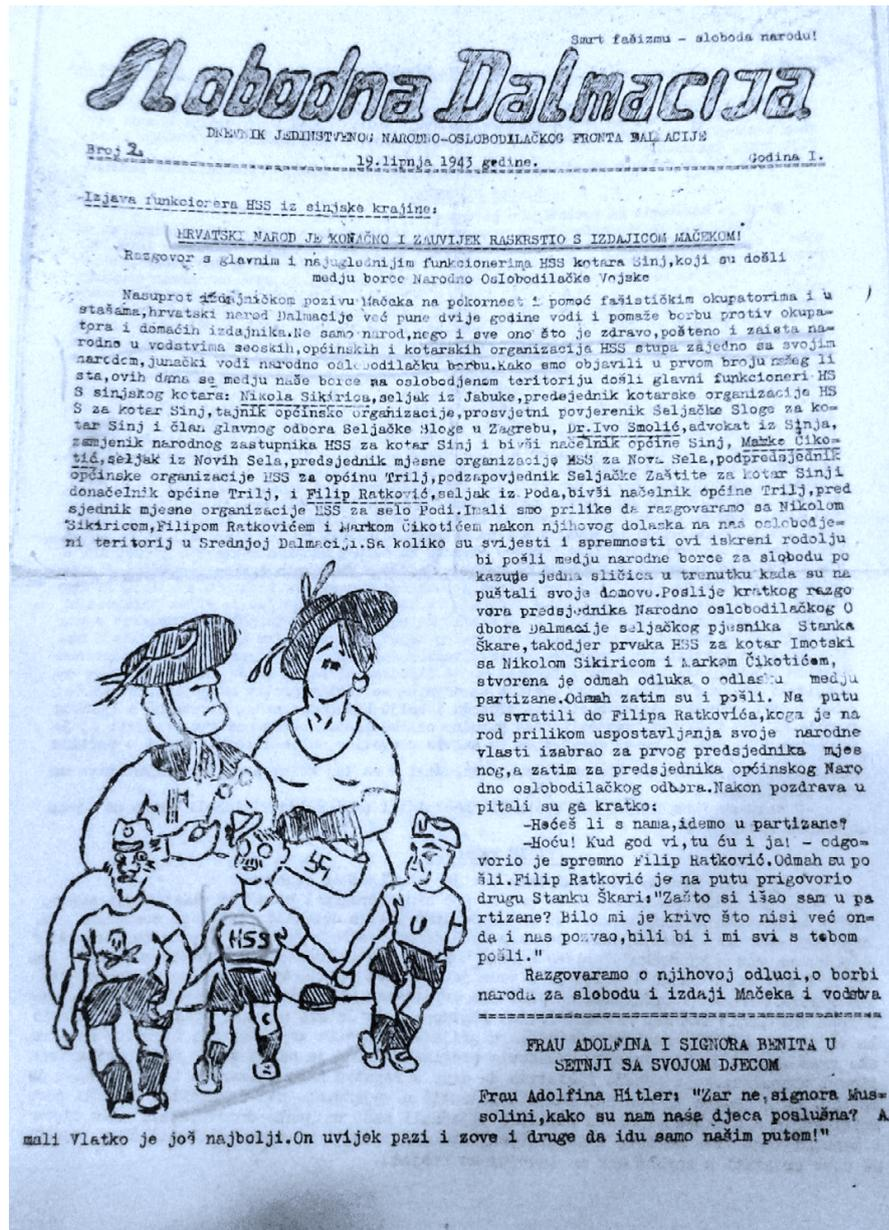 Smrt fašizmu - sloboda narodu!
Slobodna Dalmacija
DNEVNIK JEDINSTVENOG NARODNO-OSLOBODILAČKOG FRONTA DALMACIJE
Broj 2.
19.lipnja 1943 godine.
Godina I.
Izjava funkcionera HSS iz sinjske krajine:
HRVATSKI NAROD JE KONAČNO I ZAUVIJEK RASKRSTIO S IZDAJICOM MAČEKOM!
Razgovor s glavnim i najuglednijim funkcionerima HSS kotara Sinj,koji su došli
medju borce Narodno Oslobodilačke Vojske
Nasuprot izdajničkom pozivu Mačeka na pokornost i pomoć fašističkim okupatorima i u
stašama,hrvatski narod Dalmacije već pune dvije godine vodi i pomaže borbu protiv okupa-
tora i domaćih izdajnika.Ne samo narod,nego i sve ono što je zdravo,pošteno i zaista na-
rodno u vodstvima seoskih,općinskih i kotarskih organizacija HSS stupa zajedno sa svojim
narodom,junački vodi narodno oslobodilačku borbu.Kako smo objavili u prvom broju našeg li
sta,ovih dana se medju naše borce na oslobodjenom teritoriju došli glavni funkcioneri HS
S sinjskog kotara: Nikola Sikirica,seljak iz Jabuke,predsjednik kotarske organizacije HS
S za kotar Sinj,tajnik općinske organizacije,prosvjetni povjerenik Seljačke Sloge za ko-
tar Sinj i član glavnog odbora Seljačke Sloge u Zagrebu, Dr.Ivo Smolić,advokat iz Sinja,
zamjenik narodnog zastupnika HSS za kotar Sinj i bivši načelnik općine Sinj, Marko Čiko-
tić,seljak iz Novih Sela,predsjednik mjesne organizacije HSS za Nova Sela,podpredsjednik
općinske organizacije HSS za općinu Trilj,podzapovjednik Seljačke Zaštite za kotar Sinji
donačelnik općine Trilj, i Filip Ratković,seljak iz Poda,bivši načelnik općine Trilj,pred
sjednik mjesne organizacije HSS za selo Podi.Imali smo prilike da razgovaramo sa Nikolom
Sikiricom,Filipom Ratkovićem i Markom Čikotićem nakon njihovog dolaska na naš oslobodje-
ni teritorij u Srednjoj Dalmaciji.Sa koliko su svijesti i spremnosti ovi iskreni rodolju
bi pošli medju narodne borce za slobodu po
kazuje jedna sličica u trenutku kada su na
puštali svoje domove.Poslije kratkog razgo
vora predsjednika Narodno oslobodilačkog O
dbora Dalmacije seljačkog pjesnika Stanka
Škare,takodjer prvaka HSS za kotar Imotski
sa Nikolom Sikiricom i Markom Čikotićem,
stvorena je odmah odluka o odlasku medju
partizane.Odmah zatim su i pošli. Na putu
su svratili do Filipa Ratkovića,koga je na
rod prilikom uspostavljanja svoje narodne
vlasti izabrao za prvog predsjednika mjes
nog,a zatim za predsjednika općinskog Naro
dno oslobodilačkog odbora.Nakon pozdrava u
pitali su ga kratko:
-Hoćeš li s nama,idemo u partizane?
-Hoću! Kud god vi,tu ću i ja! - odgo-
vorio je spremno Filip Ratković.Odmah su po
šli.Filip Ratković je na putu prigovorio
drugu Stanku Škari:"Zašto si išao sam u pa
rtizane? Bilo mi je krivo što nisi već on-
da i nas pozvao,bili bi i mi svi s tobom
pošli."
Razgovaramo o njihovoj odluci,o borbi
naroda za slobodu i izdaji Mačeka i vodstva
HSS
U
FRAU ADOLFINA I SIGNORA BENITA U
ŠETNJI SA SVOJOM DJECOM
Frau Adolfina Hitler: "Zar ne,signora Mus-
solini,kako su nam naša djeca poslušna? A
mali Vlatko je još najbolji.On uvijek pazi i zove i druge da idu samo našim putem!"